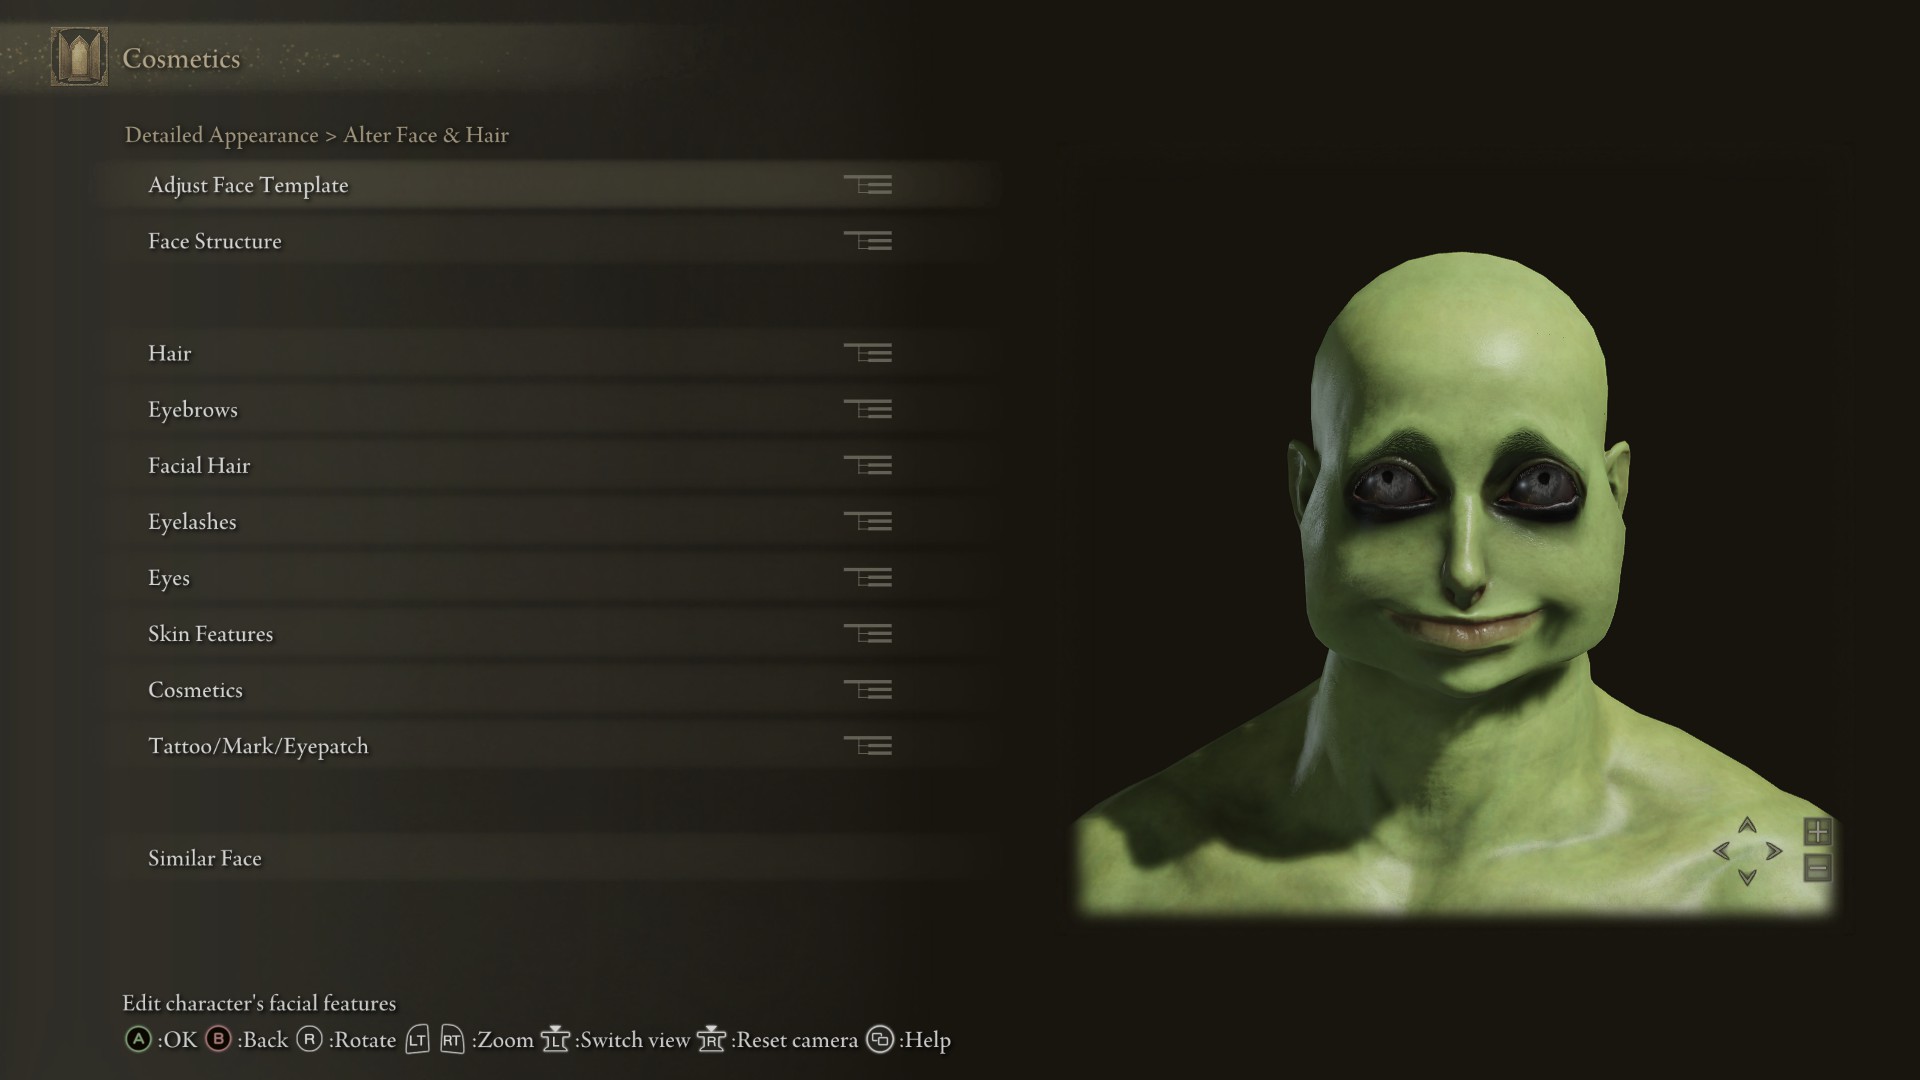 Cosmetics
Detailed Appearance > Alter Face & Hair
Adjust Face Template
Face Structure
Hair
Eyebrows
Facial Hair
Eyelashes
Eyes
Skin Features
Cosmetics
Tattoo/Mark/Eyepatch
Similar Face
Edit character's facial features
A :OK B :Back R :Rotate LT RT :Zoom L :Switch view R :Reset camera :Help